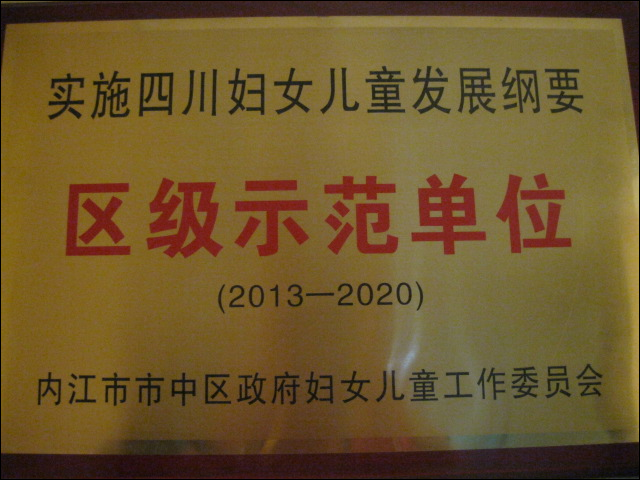 实施四川妇女儿童发展纲要
区级示范单位
(2013—2020)
内江市市中区政府妇女儿童工作委员会